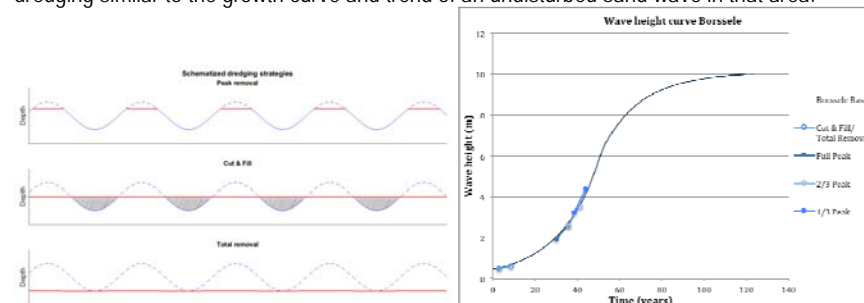 dredging similar to the growth curve and trend of an undisturbed sand wave in that area.
Schematized dredging strategies
Peak removal
Depth
Cut & Fill
Depth
Total removal
Depth
Wave height curve Borssele
Wave height (m)
12
10
8
6
4
2
0
0 20 40 60 80 100 120 140
Time (years)
Borssele Bas
Cut & Fill/
Total Remov
Full Peak
2/3 Peak
1/3 Peak